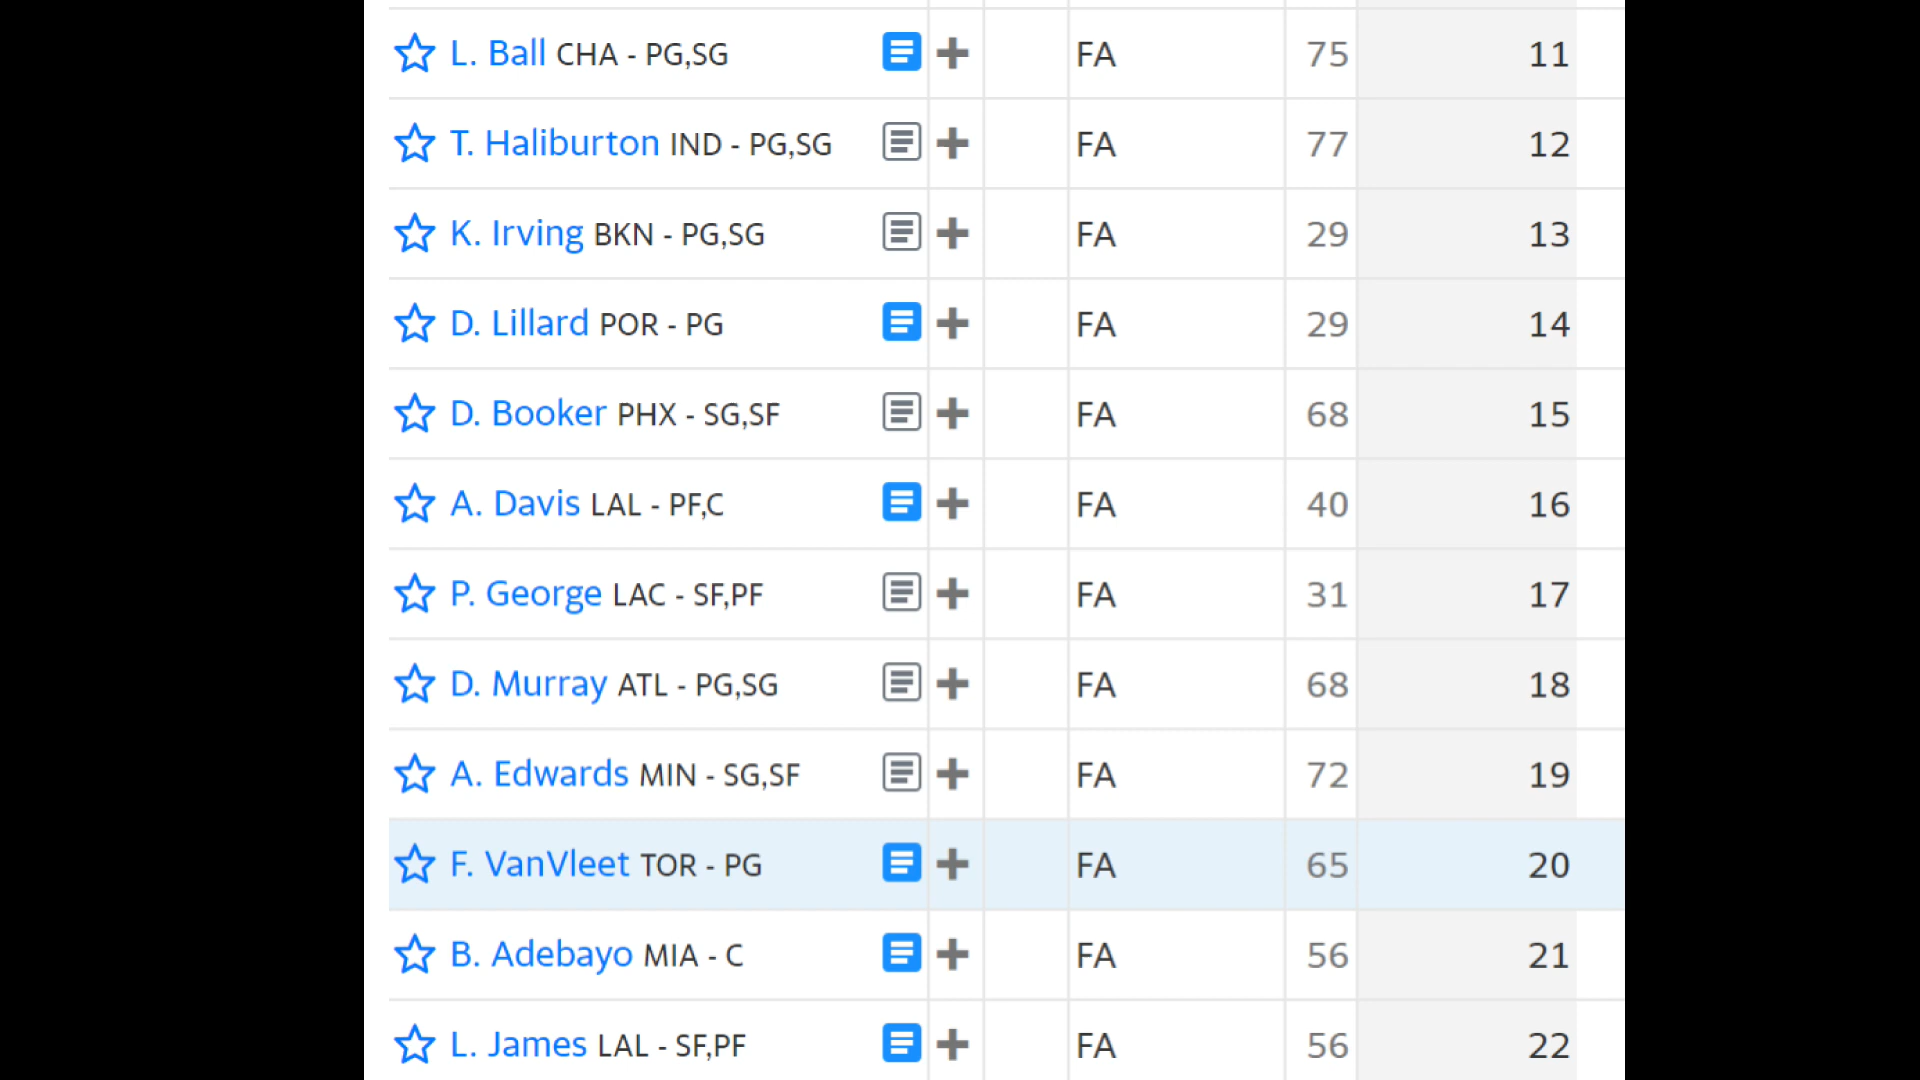 L. Ball CHA - PG,SG FA 75 11
T. Haliburton IND - PG,SG FA 77 12
K. Irving BKN - PG,SG FA 29 13
D. Lillard POR - PG FA 29 14
D. Booker PHX - SG,SF FA 68 15
A. Davis LAL - PF,C FA 40 16
P. George LAC - SF,PF FA 31 17
D. Murray ATL - PG,SG FA 68 18
A. Edwards MIN - SG,SF FA 72 19
F. VanVleet TOR - PG FA 65 20
B. Adebayo MIA - C FA 56 21
L. James LAL - SF,PF FA 56 22